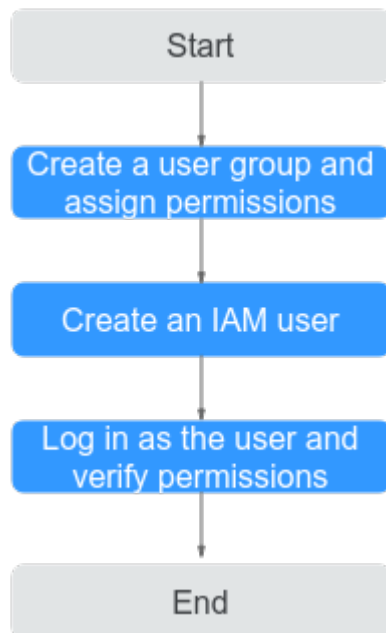 Start
Create a user group and
assign permissions
Create an IAM user
Log in as the user and
verify permissions
End